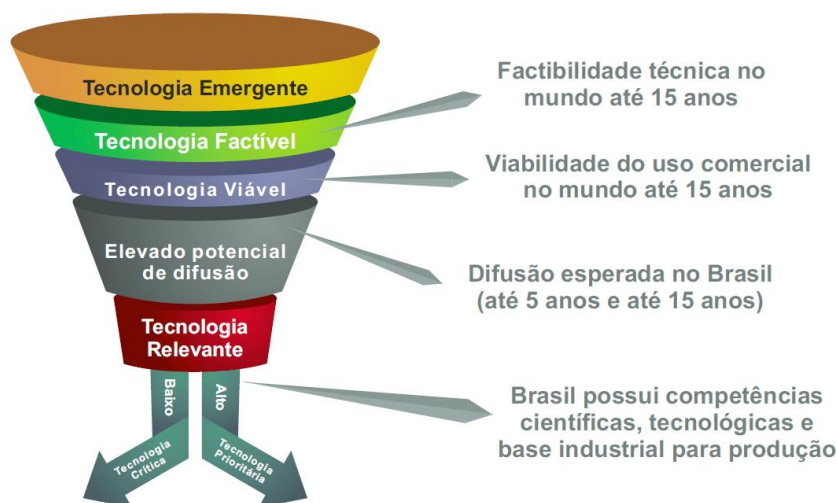 Tecnologia Emergente
Tecnologia Factível
Tecnologia Viável
Elevado potencial
de difusão
Tecnologia
Relevante
Baixo
Alto
Tecnologia
Crítica
Tecnologia
Prioritária
Factibilidade técnica no
mundo até 15 anos
Viabilidade do uso comercial
no mundo até 15 anos
Difusão esperada no Brasil
(até 5 anos e até 15 anos)
Brasil possui competências
científicas, tecnológicas e
base industrial para produção